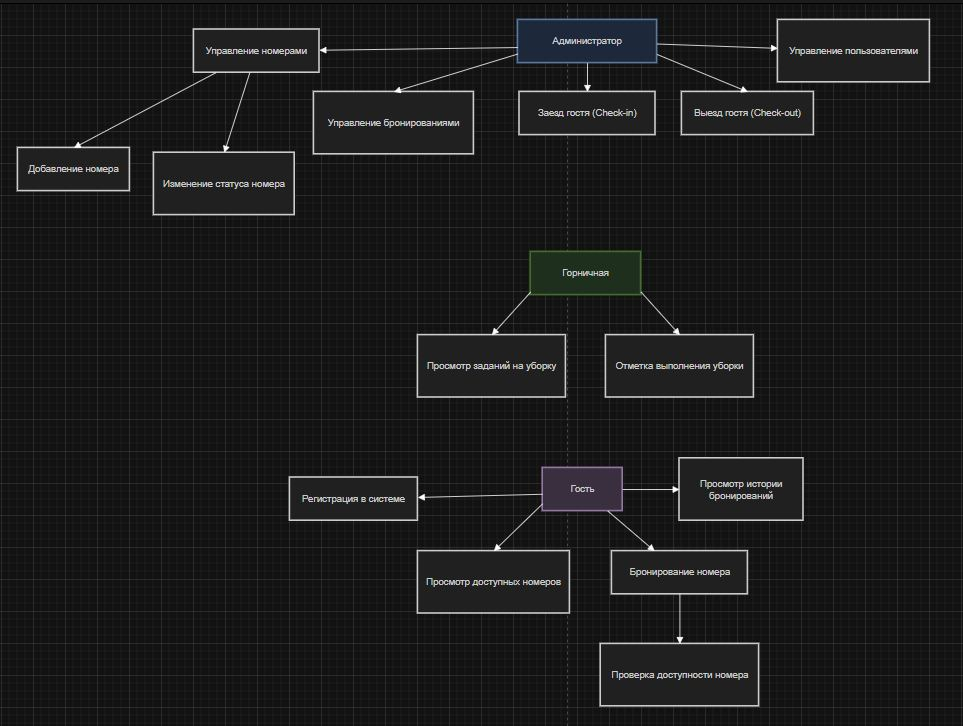 Администратор
Управление номерами
Управление пользователями
Управление бронированиями
Заезд гостя (Check-in)
Выезд гостя (Check-out)
Добавление номера
Изменение статуса номера
Горничная
Просмотр заданий на уборку
Отметка выполнения уборки
Гость
Регистрация в системе
Просмотр истории
бронирований
Просмотр доступных номеров
Бронирование номера
Проверка доступности номера